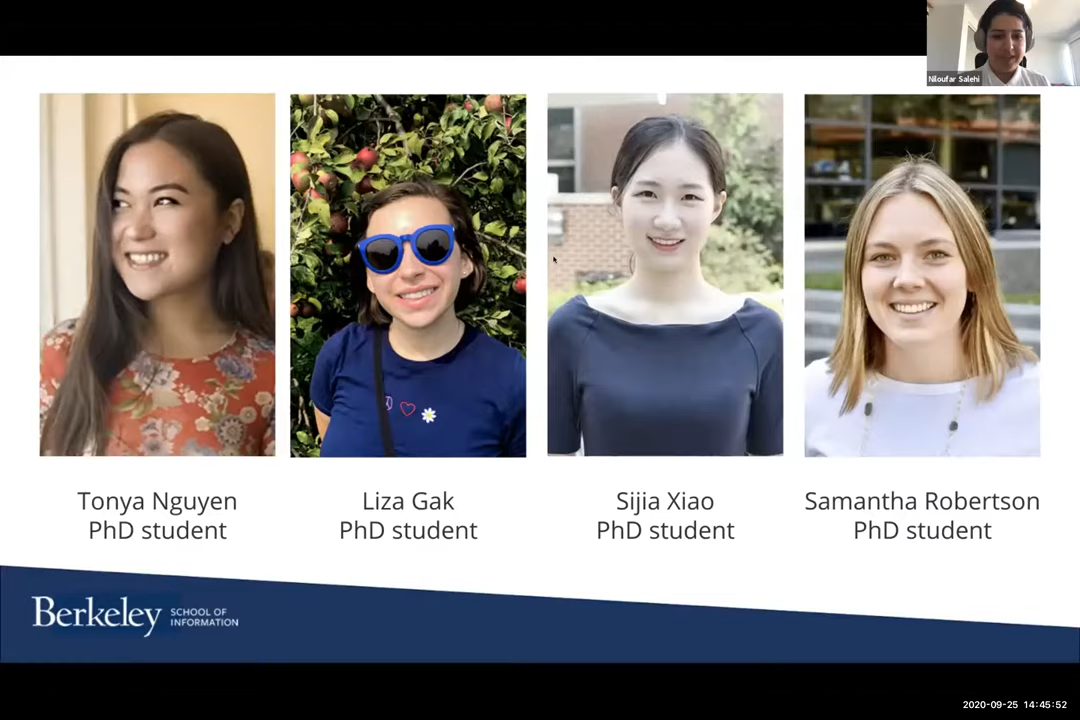 Niloufar Salehi
Tonya Nguyen
PhD student
Liza Gak
PhD student
Sijia Xiao
PhD student
Samantha Robertson
PhD student
Berkeley
SCHOOL OF
INFORMATION
2020-09-25 14:45:52